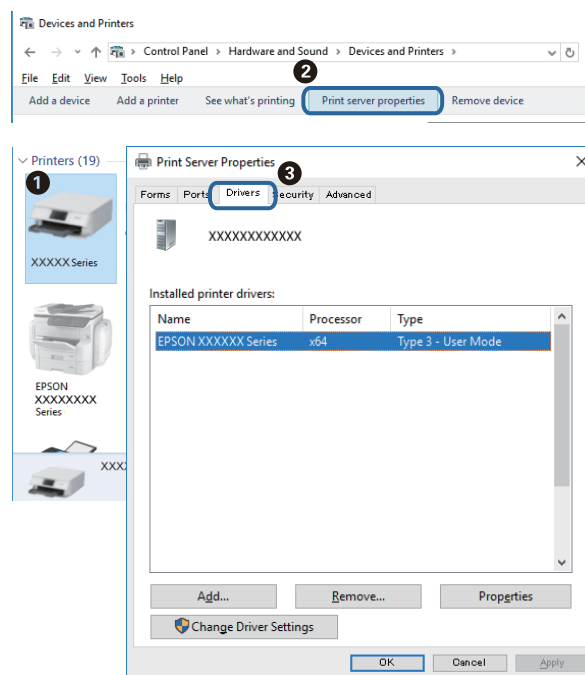 Devices and Printers
Control Panel > Hardware and Sound > Devices and Printers >
2
File Edit View Tools Help
Add a device Add a printer See what's printing Print server properties Remove device
Printers (19)
1
XXXXX Series
EPSON
XXXXXXXX
Series
XXX
Print Server Properties
3
Forms Ports Drivers Security Advanced
XXXXXXXXXXXX
Installed printer drivers:
Name Processor Type
EPSON XXXXXX Series x64 Type 3 - User Mode
Add... Remove... Properties
Change Driver Settings
OK Cancel Apply